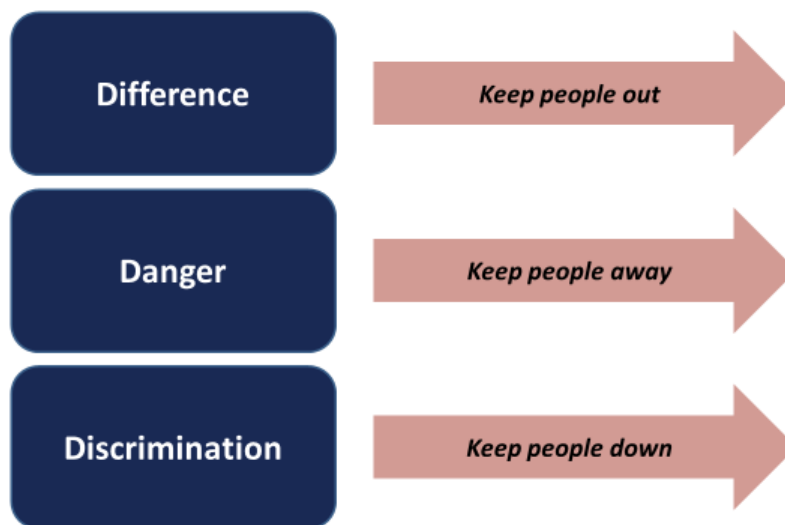 Difference
Keep people out
Danger
Keep people away
Discrimination
Keep people down